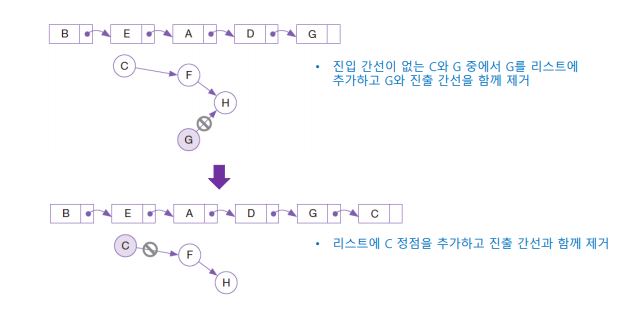 B E A D G
C
F
H
G
• 진입 간선이 없는 C와 G 중에서 G를 리스트에
추가하고 G와 진출 간선을 함께 제거
B E A D G C
C
F
H
• 리스트에 C 정점을 추가하고 진출 간선과 함께 제거